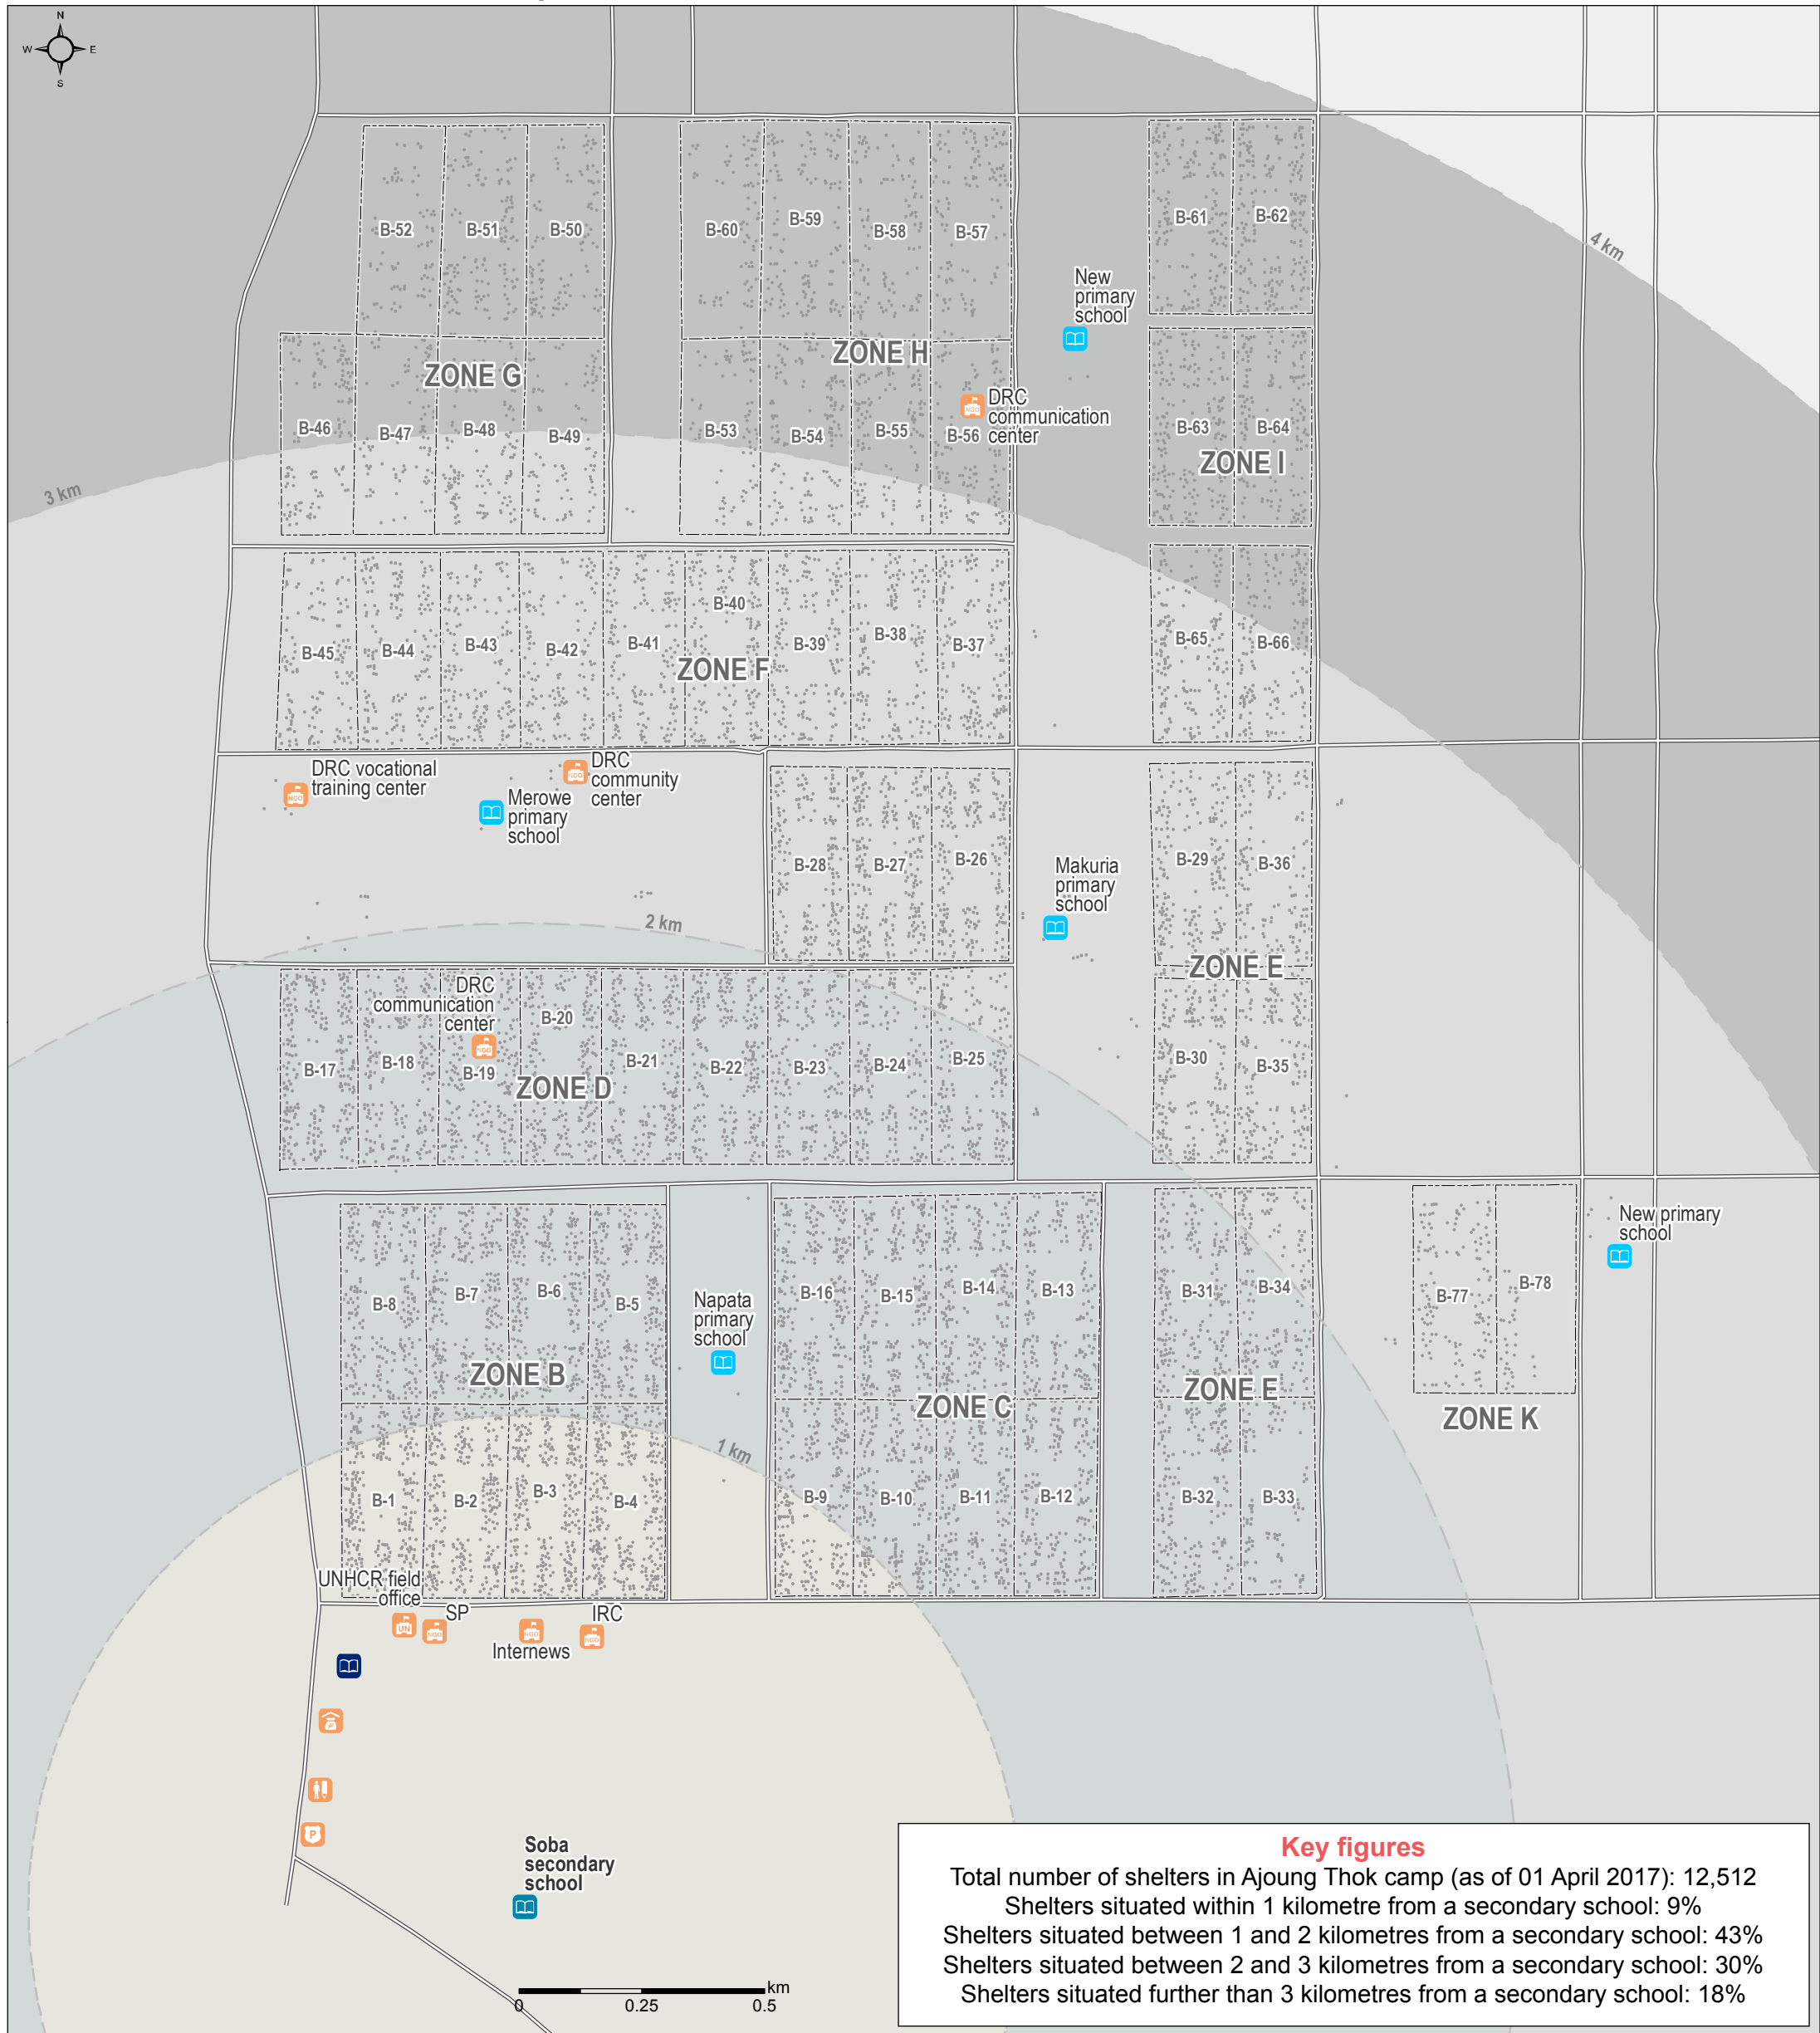 N
W E
S
B-52
B-51
B-50
B-60
B-59
B-58
B-57
B-61
B-62
4 km
New
primary
school
ZONE G
ZONE H
DRC
communication
center
NGO
B-46
B-47
B-48
B-49
B-53
B-54
B-55
B-56
B-63
B-64
ZONE I
3 km
B-45
B-44
B-43
B-42
B-41
B-40
B-39
B-38
B-37
B-65
B-66
ZONE F
DRC vocational
training center
NGO
DRC
community
center
NGO
Merowe
primary
school
B-28
B-27
B-26
Makuria
primary
school
B-29
B-36
2 km
ZONE E
DRC
communication
center
NGO
B-17
B-18
B-19
B-20
B-21
B-22
B-23
B-24
B-25
B-30
B-35
ZONE D
New primary
school
B-8
B-7
B-6
B-5
Napata
primary
school
B-16
B-15
B-14
B-13
B-31
B-34
B-77
B-78
ZONE B
ZONE C
ZONE E
ZONE K
1 km
B-1
B-2
B-3
B-4
B-9
B-10
B-11
B-12
B-32
B-33
UNHCR field
office
UN
SP
NGO
Internews
NGO
IRC
NGO
P
Soba
secondary
school
km
0 0.25 0.5
Key figures
Total number of shelters in Ajoung Thok camp (as of 01 April 2017): 12,512
Shelters situated within 1 kilometre from a secondary school: 9%
Shelters situated between 1 and 2 kilometres from a secondary school: 43%
Shelters situated between 2 and 3 kilometres from a secondary school: 30%
Shelters situated further than 3 kilometres from a secondary school: 18%